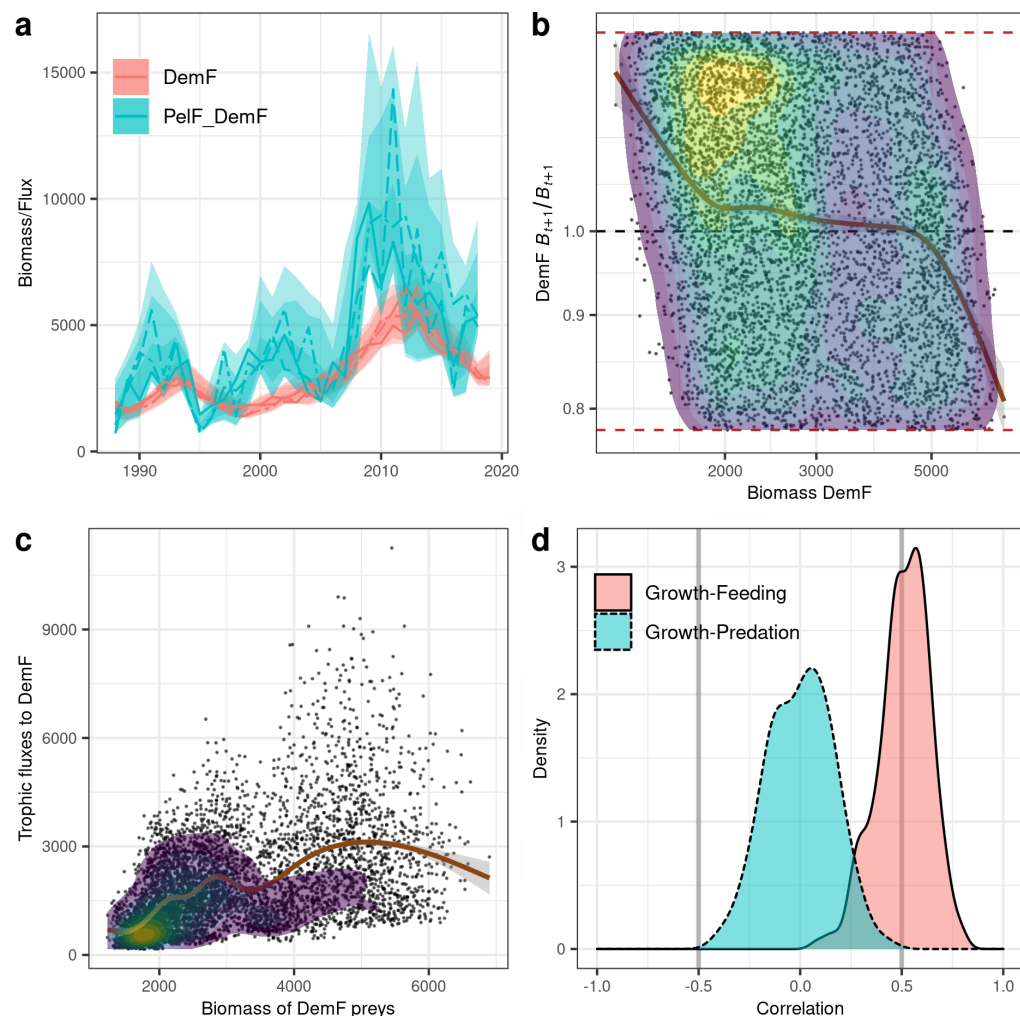 a
DemF
PelF_DemF
Biomass/Flux
15000
10000
5000
0
1990
2000
2010
2020
b
DemF B_{t+1}/B_{t+1}
1.0
0.9
0.8
2000
3000
5000
Biomass DemF
c
Trophic fluxes to DemF
9000
6000
3000
0
2000
4000
6000
Biomass of DemF preys
d
Growth-Feeding
Growth-Predation
Density
3
2
1
0
-1.0
-0.5
0.0
0.5
1.0
Correlation